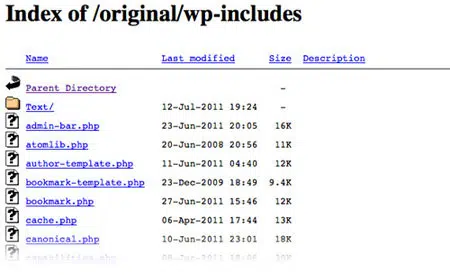 Index of /original/wp-includes
Name Last modified Size Description
Parent Directory -
Text/ 12-Jul-2011 19:24 -
admin-bar.php 23-Jun-2011 20:05 16K
atomlib.php 20-Jun-2008 20:56 11K
author-template.php 11-Jun-2011 04:40 12K
bookmark-template.php 23-Dec-2009 18:49 9.4K
bookmark.php 27-Jun-2011 15:46 12K
cache.php 06-Apr-2011 17:44 13K
canonical.php 10-Jun-2011 23:01 18K